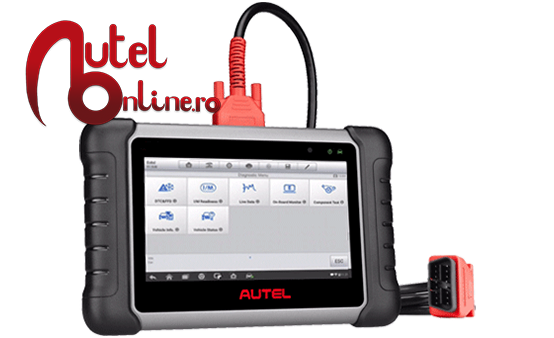 Autel
Online.ro
Diagnostic Menu
DTC&FFD
I/M Readiness
Live Data
On-Board Monitor
Component Test
I/M
Vehicle Info.
Vehicle Status
ESC
AUTEL